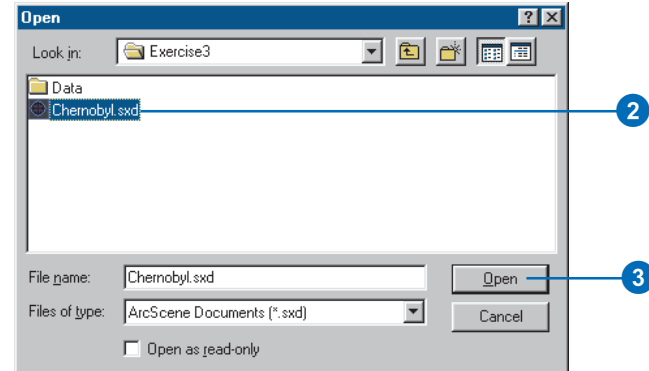 Open
Look in: Exercise3
Data
Chernobyl.sxd
2
File name: Chernobyl.sxd Open
3
Files of type: ArcScene Documents (*.sxd) Cancel
Open as read-only